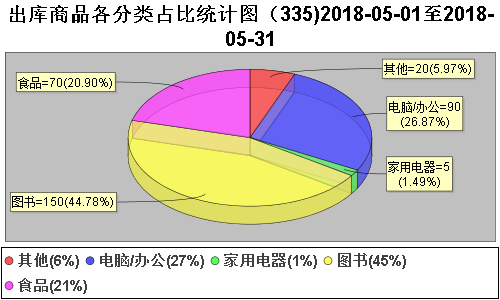 出库商品各分类占比统计图（335)2018-05-01至2018-
05-31
其他=20(5.97%)
食品=70(20.90%)
电脑/办公=90
(26.87%)
家用电器=5
(1.49%)
图书=150(44.78%)
其他(6%) 电脑/办公(27%) 家用电器(1%) 图书(45%)
食品(21%)